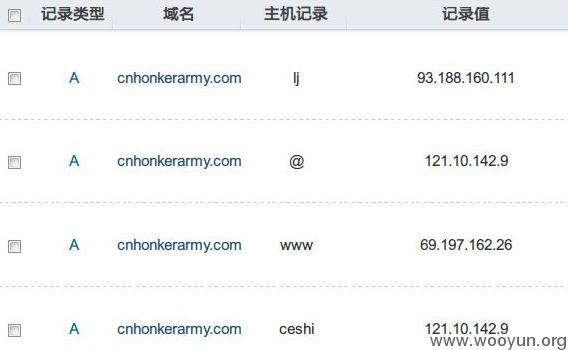 记录类型 域名 主机记录 记录值
A cnhonkerarmy.com lj 93.188.160.111
A cnhonkerarmy.com @ 121.10.142.9
A cnhonkerarmy.com www 69.197.162.26
A cnhonkerarmy.com ceshi 121.10.142.9
www.wooyun.org